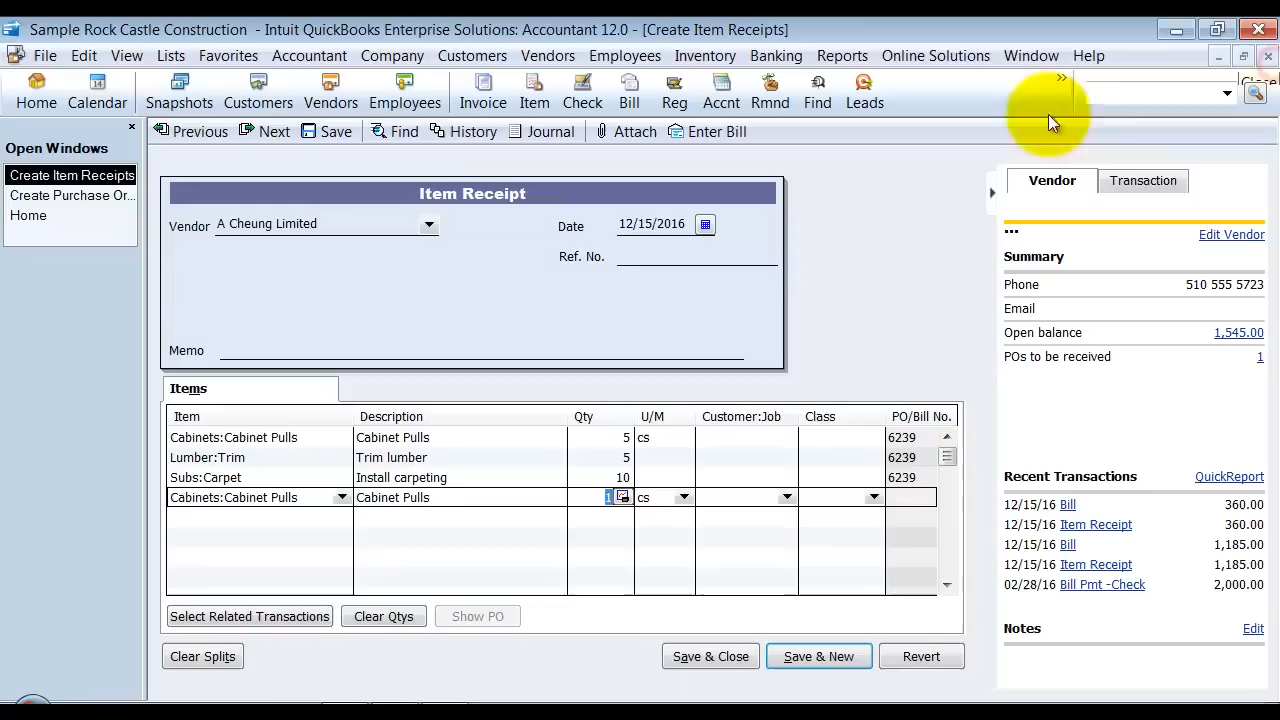 Sample Rock Castle Construction - Intuit QuickBooks Enterprise Solutions: Accountant 12.0 - [Create Item Receipts]
File Edit View Lists Favorites Accountant Company Customers Vendors Employees Inventory Banking Reports Online Solutions Window Help
Home Calendar Snapshots Customers Vendors Employees Invoice Item Check Bill Reg Accnt Rmnd Find Leads
Close
Previous Next Save Find History Journal Attach Enter Bill
Open Windows
Create Item Receipts
Create Purchase Or...
Home
Item Receipt
Vendor A Cheung Limited Date 12/15/2016
Ref. No.
Memo
Items
Item Description Qty U/M Customer:Job Class PO/Bill No.
Cabinets:Cabinet Pulls Cabinet Pulls 5 cs 6239
Lumber:Trim Trim lumber 5 6239
Subs:Carpet Install carpeting 10 6239
Cabinets:Cabinet Pulls Cabinet Pulls 1 cs
Select Related Transactions Clear Qtys Show PO
Clear Splits Save & Close Save & New Revert
Vendor Transaction
... Edit Vendor
Summary
Phone 510 555 5723
Email
Open balance 1,545.00
POs to be received 1
Recent Transactions QuickReport
12/15/16 Bill 360.00
12/15/16 Item Receipt 360.00
12/15/16 Bill 1,185.00
12/15/16 Item Receipt 1,185.00
02/28/16 Bill Pmt -Check 2,000.00
Notes Edit